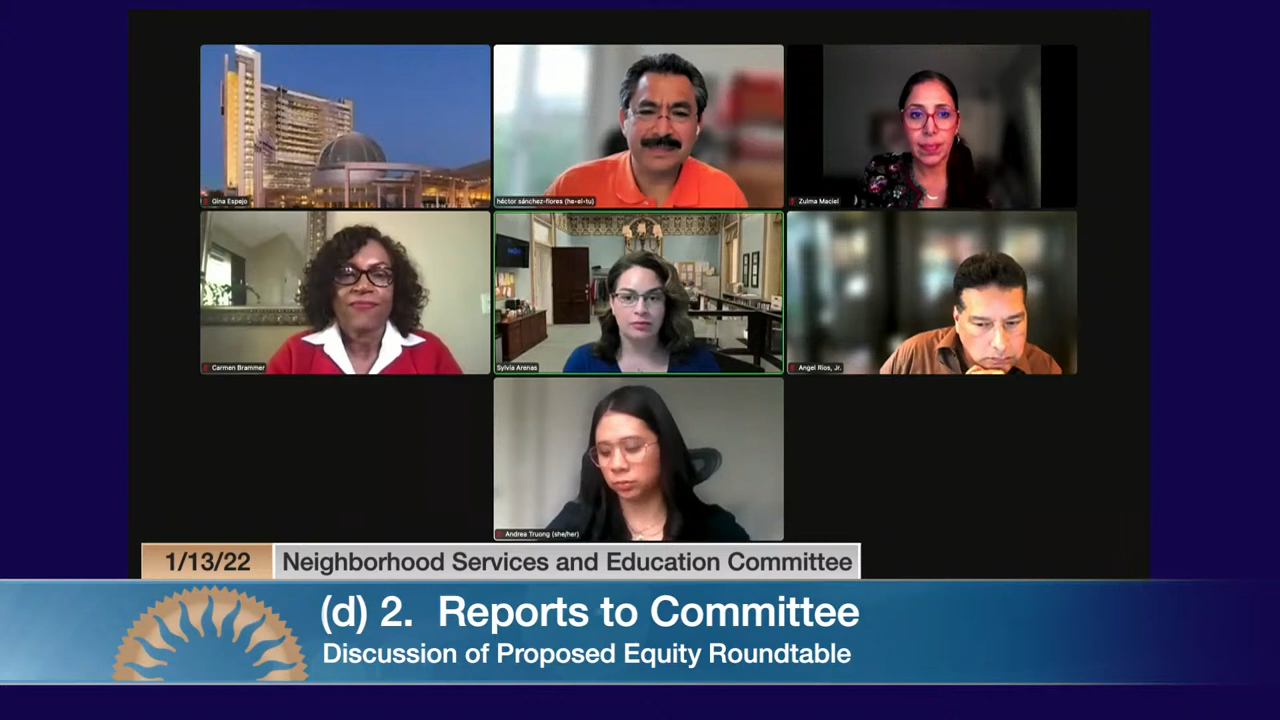 Gina Espejo
héctor sánchez-flores (he•el•tu)
Zulma Maciel
Carmen Brammer
Sylvia Arenas
Angel Rios, Jr.
Andrea Truong (she/her)
1/13/22
Neighborhood Services and Education Committee
(d) 2. Reports to Committee
Discussion of Proposed Equity Roundtable